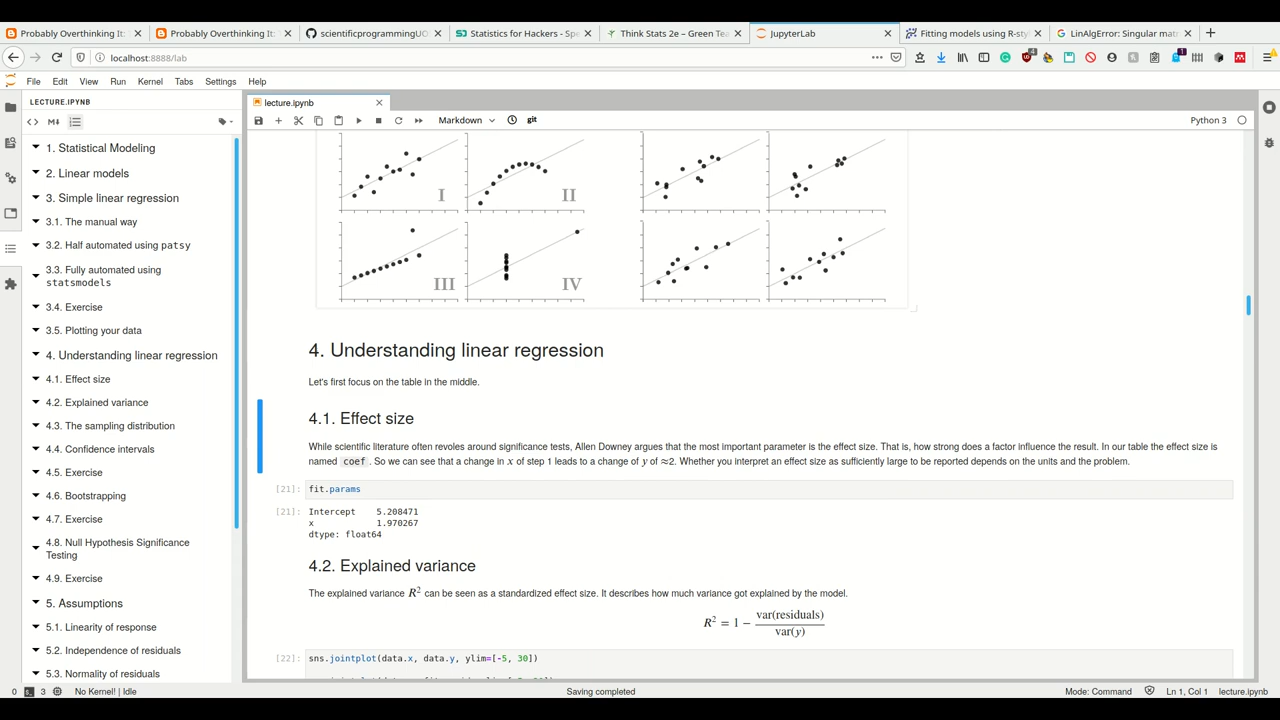 Probably Overthinking It:
Probably Overthinking It:
scientificprogrammingUO
Statistics for Hackers - Spe
Think Stats 2e – Green Tea
JupyterLab
Fitting models using R-styl
LinAlgError: Singular mat
localhost:8888/lab
File Edit View Run Kernel Tabs Settings Help
LECTURE.IPYNB
lecture.ipynb
Markdown
git
Python 3
1. Statistical Modeling
2. Linear models
3. Simple linear regression
3.1. The manual way
3.2. Half automated using patsy
3.3. Fully automated using
statsmodels
3.4. Exercise
3.5. Plotting your data
4. Understanding linear regression
4.1. Effect size
4.2. Explained variance
4.3. The sampling distribution
4.4. Confidence intervals
4.5. Exercise
4.6. Bootstrapping
4.7. Exercise
4.8. Null Hypothesis Significance
Testing
4.9. Exercise
5. Assumptions
5.1. Linearity of response
5.2. Independence of residuals
5.3. Normality of residuals
I
II
III
IV
4. Understanding linear regression
Let's first focus on the table in the middle.
4.1. Effect size
While scientific literature often revoles around significance tests, Allen Downey argues that the most important parameter is the effect size. That is, how strong does a factor influence the result. In our table the effect size is
named coef . So we can see that a change in x of step 1 leads to a change of y of ≈2. Whether you interpret an effect size as sufficiently large to be reported depends on the units and the problem.
[21]: fit.params
[21]: Intercept 5.208471
x 1.970267
dtype: float64
4.2. Explained variance
The explained variance R² can be seen as a standardized effect size. It describes how much variance got explained by the model.
R² = 1 − var(residuals) / var(y)
[22]: sns.jointplot(data.x, data.y, ylim=[-5, 30])
0 3 No Kernel! | Idle
Saving completed
Mode: Command
Ln 1, Col 1
lecture.ipynb